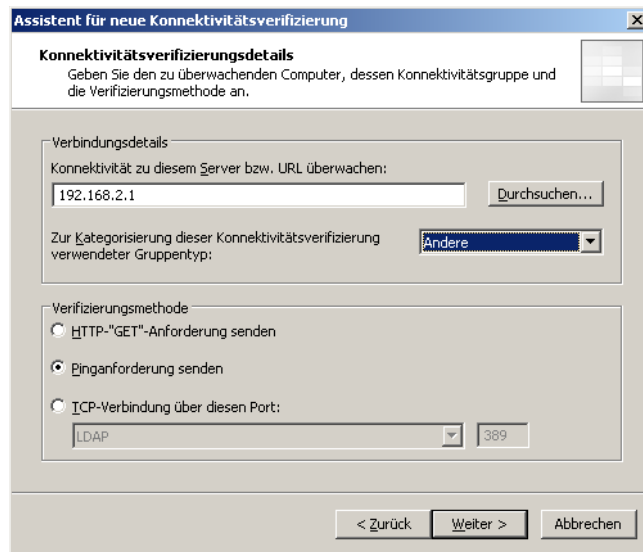 Assistent für neue Konnektivitätsverifizierung
Konnektivitätsverifizierungsdetails
Geben Sie den zu überwachenden Computer, dessen Konnektivitätsgruppe und
die Verifizierungsmethode an.
Verbindungsdetails
Konnektivität zu diesem Server bzw. URL überwachen:
192.168.2.1
Durchsuchen...
Zur Kategorisierung dieser Konnektivitätsverifizierung
verwendeter Gruppentyp:
Andere
Verifizierungsmethode
HTTP-"GET"-Anforderung senden
Pinganforderung senden
TCP-Verbindung über diesen Port:
LDAP
389
< Zurück
Weiter >
Abbrechen